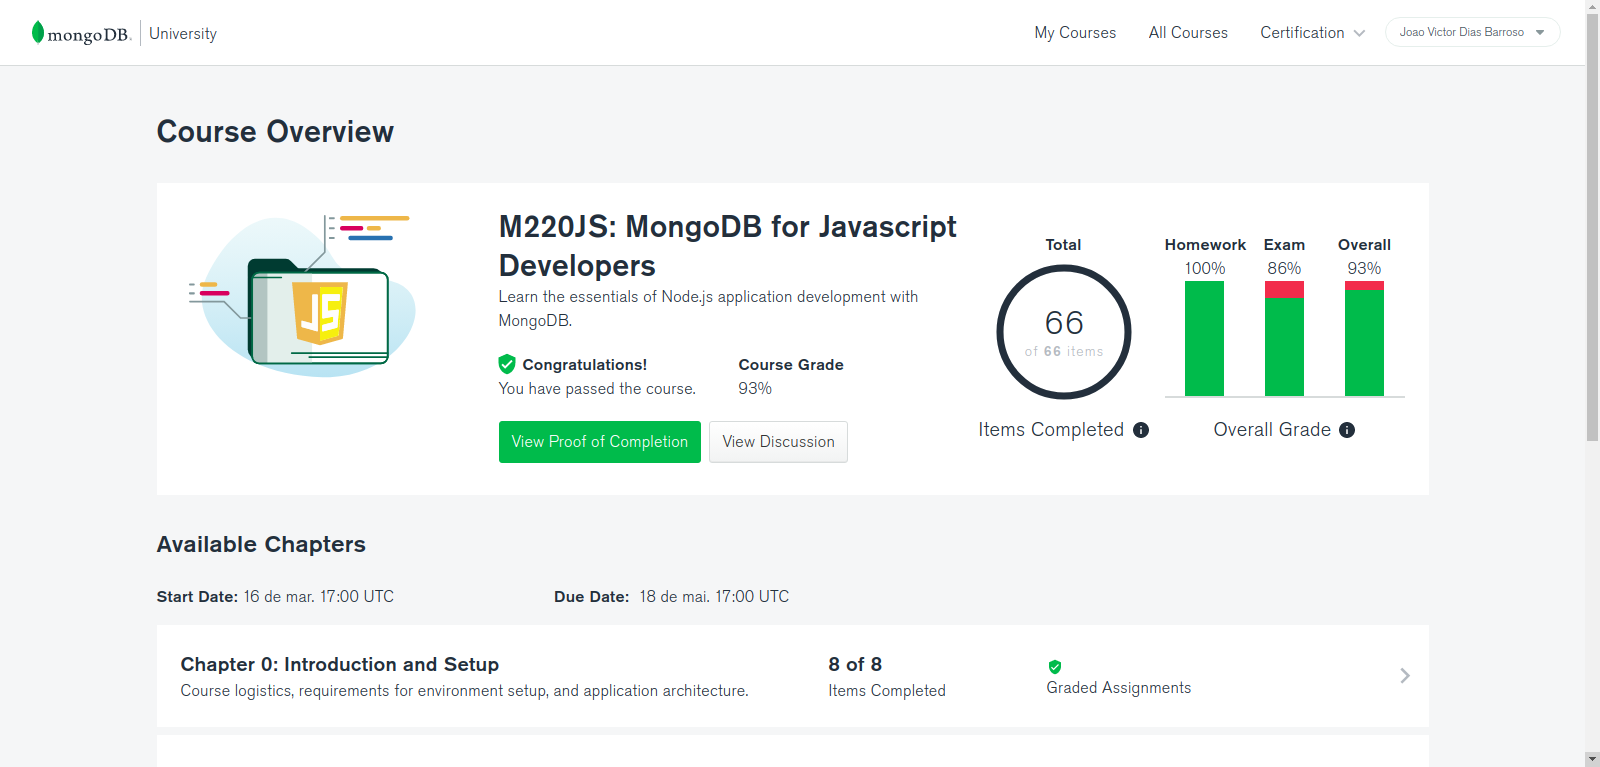 mongoDB. University
My Courses
All Courses
Certification
Joao Victor Dias Barroso
Course Overview
JS
M220JS: MongoDB for Javascript
Developers
Learn the essentials of Node.js application development with
MongoDB.
Congratulations!
You have passed the course.
Course Grade
93%
View Proof of Completion
View Discussion
Total
66
of 66 items
Items Completed
Homework Exam Overall
100% 86% 93%
Overall Grade
Available Chapters
Start Date: 16 de mar. 17:00 UTC
Due Date: 18 de mai. 17:00 UTC
Chapter 0: Introduction and Setup
Course logistics, requirements for environment setup, and application architecture.
8 of 8
Items Completed
Graded Assignments